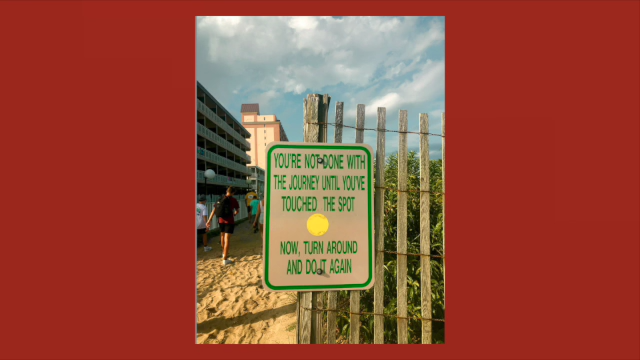 YOU'RE NOT DONE WITH
THE JOURNEY UNTIL YOU'VE
TOUCHED THE SPOT
NOW, TURN AROUND
AND DO IT AGAIN